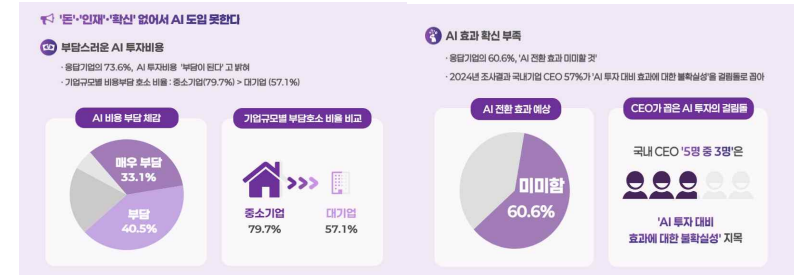 '돈'·'인재'·'확신' 없어서 AI 도입 못한다
부담스러운 AI 투자비용
· 응답기업의 73.6%, AI 투자비용 '부담이 된다' 고 밝혀
· 기업규모별 비용부담 호소 비율 : 중소기업(79.7%) > 대기업 (57.1%)
AI 비용 부담 체감
매우 부담
33.1%
부담
40.5%
기업규모별 부담호소 비율 비교
중소기업
79.7%
대기업
57.1%
AI 효과 확신 부족
· 응답기업의 60.6%, 'AI 전환 효과 미미할 것'
· 2024년 조사결과 국내기업 CEO 57%가 'AI 투자 대비 효과에 대한 불확실성'을 걸림돌로 꼽아
AI 전환 효과 예상
미미함
60.6%
CEO가 꼽은 AI 투자의 걸림돌
국내 CEO '5명 중 3명'은
'AI 투자 대비
효과에 대한 불확실성' 지목